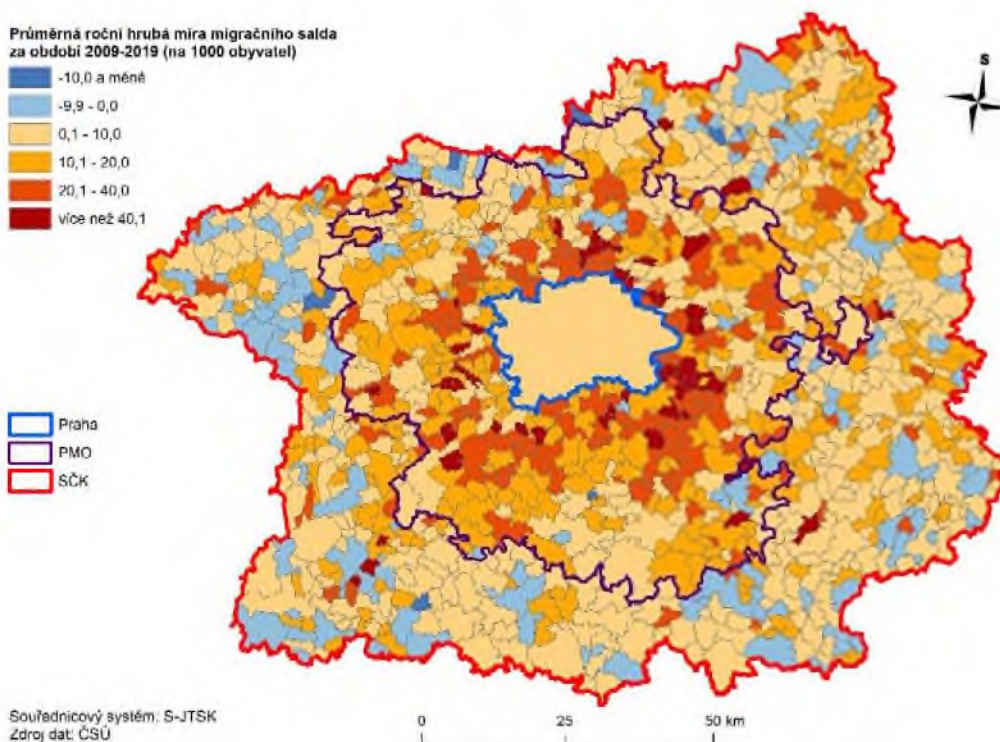 Průměrná roční hrubá míra migračního salda
za období 2009-2019 (na 1000 obyvatel)
-10,0 a méně
-9,9 - 0,0
0,1 - 10,0
10,1 - 20,0
20,1 - 40,0
více než 40,1
S
Praha
PMO
SČK
Souřadnicový systém: S-JTSK
Zdroj dat: ČSÚ
0 25 50 km